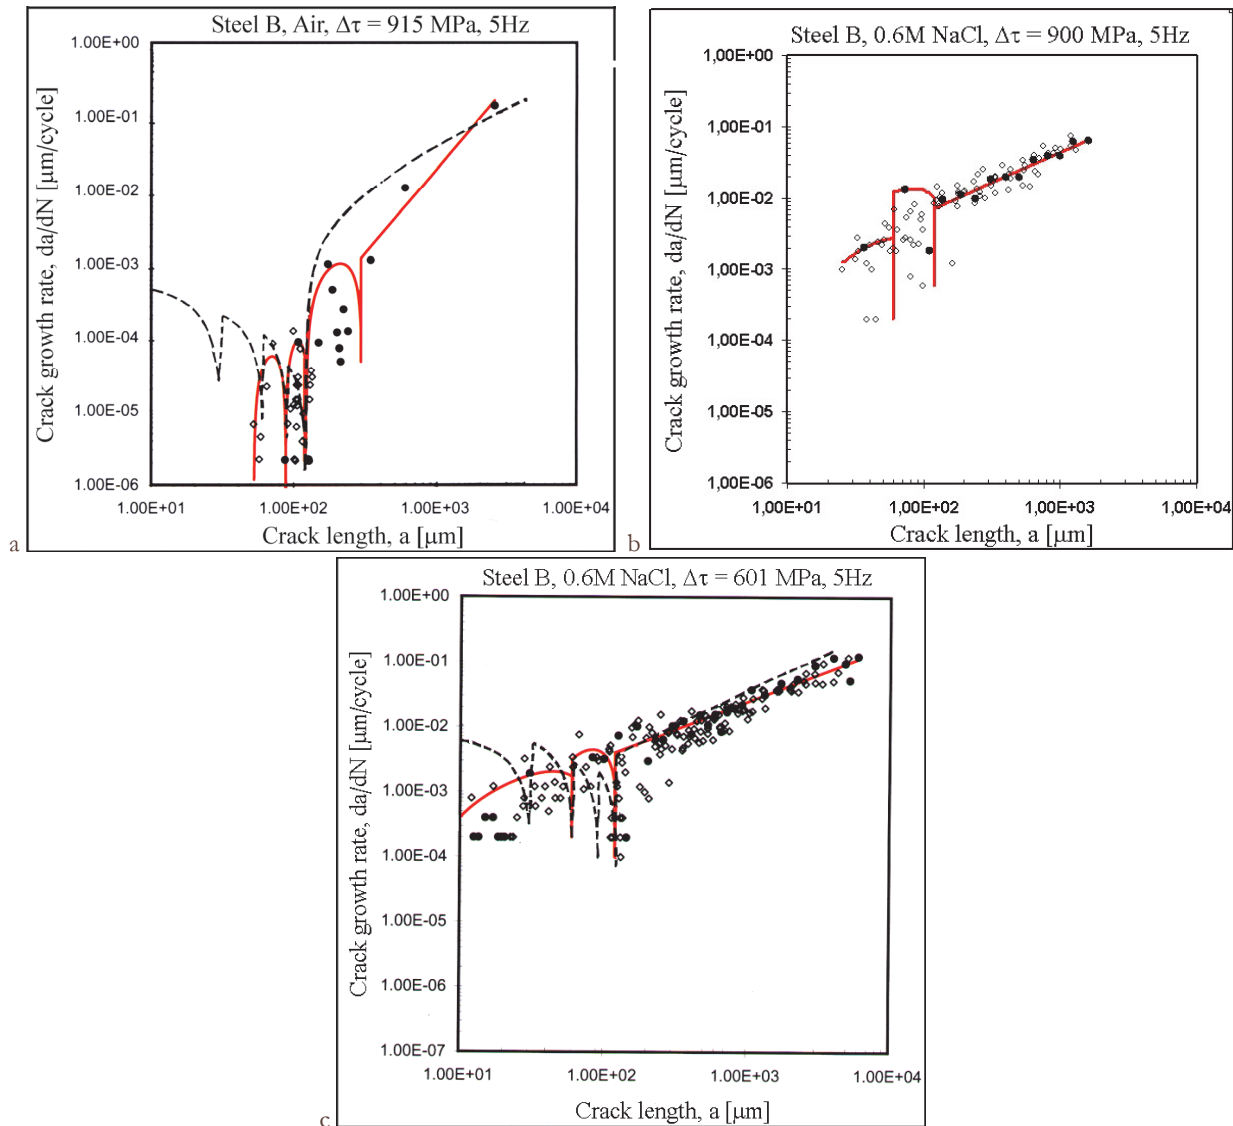 Steel B, Air, Δτ = 915 MPa, 5Hz
1.00E+00
1.00E-01
1.00E-02
1.00E-03
1.00E-04
1.00E-05
1.00E-06
Crack growth rate, da/dN [μm/cycle]
1.00E+01
1.00E+02
1.00E+03
1.00E+04
Crack length, a [μm]
a
Steel B, 0.6M NaCl, Δτ = 900 MPa, 5Hz
1,00E+00
1,00E-01
1,00E-02
1,00E-03
1,00E-04
1,00E-05
1,00E-06
Crack growth rate, da/dN [μm/cycle]
1,00E+01
1,00E+02
1,00E+03
1,00E+04
Crack length, a [μm]
b
Steel B, 0.6M NaCl, Δτ = 601 MPa, 5Hz
1.00E+00
1.00E-01
1.00E-02
1.00E-03
1.00E-04
1.00E-05
1.00E-06
1.00E-07
Crack growth rate, da/dN [μm/cycle]
1.00E+01
1.00E+02
1.00E+03
1.00E+04
Crack length, a [μm]
c